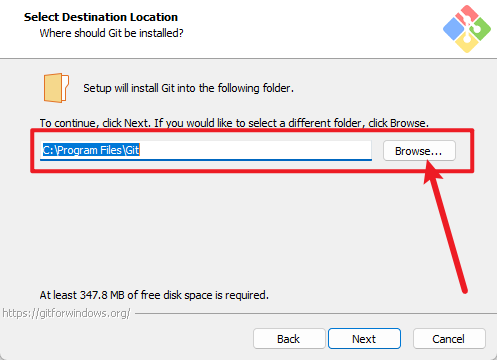 Select Destination Location
Where should Git be installed?
Setup will install Git into the following folder.
To continue, click Next. If you would like to select a different folder, click Browse.
C:\Program Files\Git
Browse...
At least 347.8 MB of free disk space is required.
https://gitforwindows.org/
Back
Next
Cancel